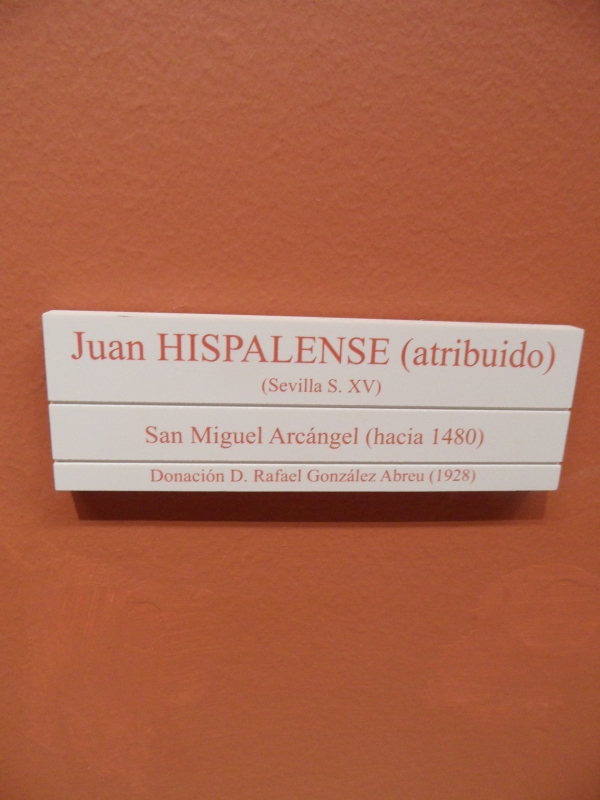 Juan HISPALENSE (atribuido)
(Sevilla S. XV)
San Miguel Arcángel (hacia 1480)
Donación D. Rafael González Abreu (1928)